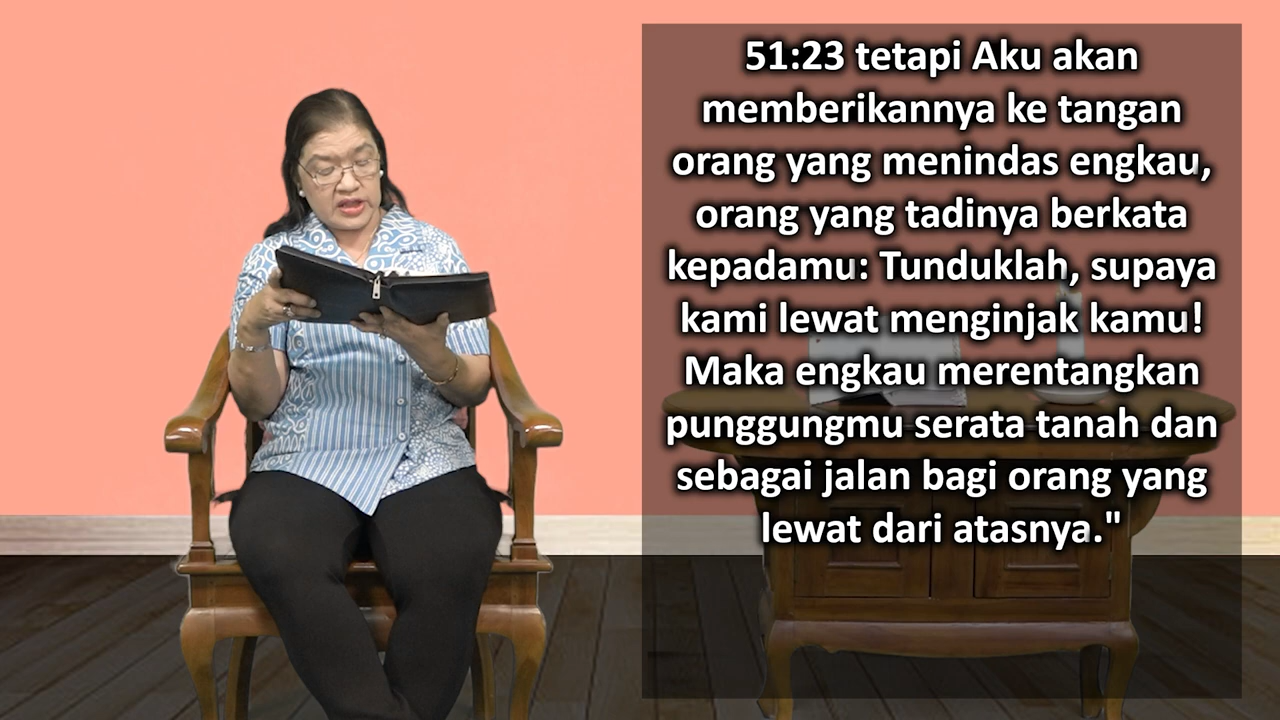 51:23 tetapi Aku akan
memberikannya ke tangan
orang yang menindas engkau,
orang yang tadinya berkata
kepadamu: Tunduklah, supaya
kami lewat menginjak kamu!
Maka engkau merentangkan
punggungmu serata tanah dan
sebagai jalan bagi orang yang
lewat dari atasnya."